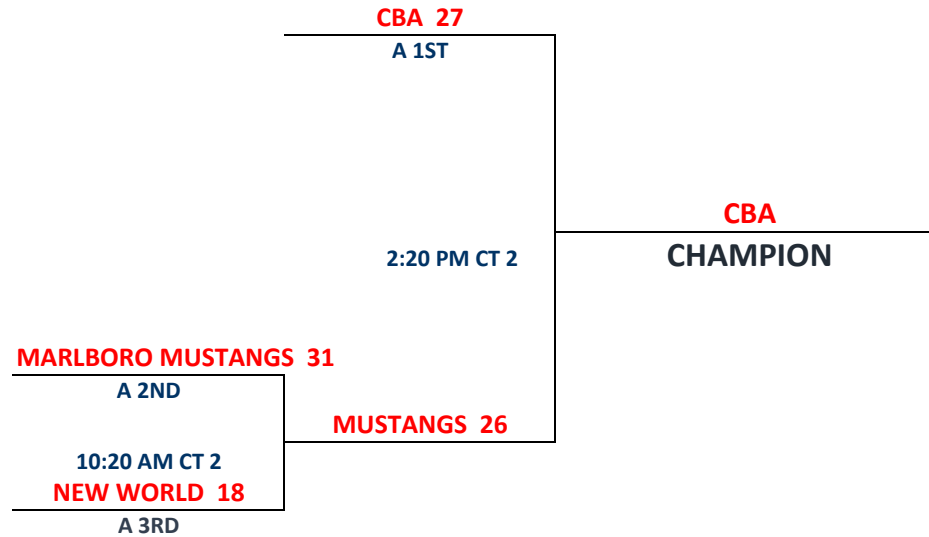 CBA 27
A 1ST
CBA
2:20 PM CT 2
CHAMPION
MARLBORO MUSTANGS 31
A 2ND
MUSTANGS 26
10:20 AM CT 2
NEW WORLD 18
A 3RD